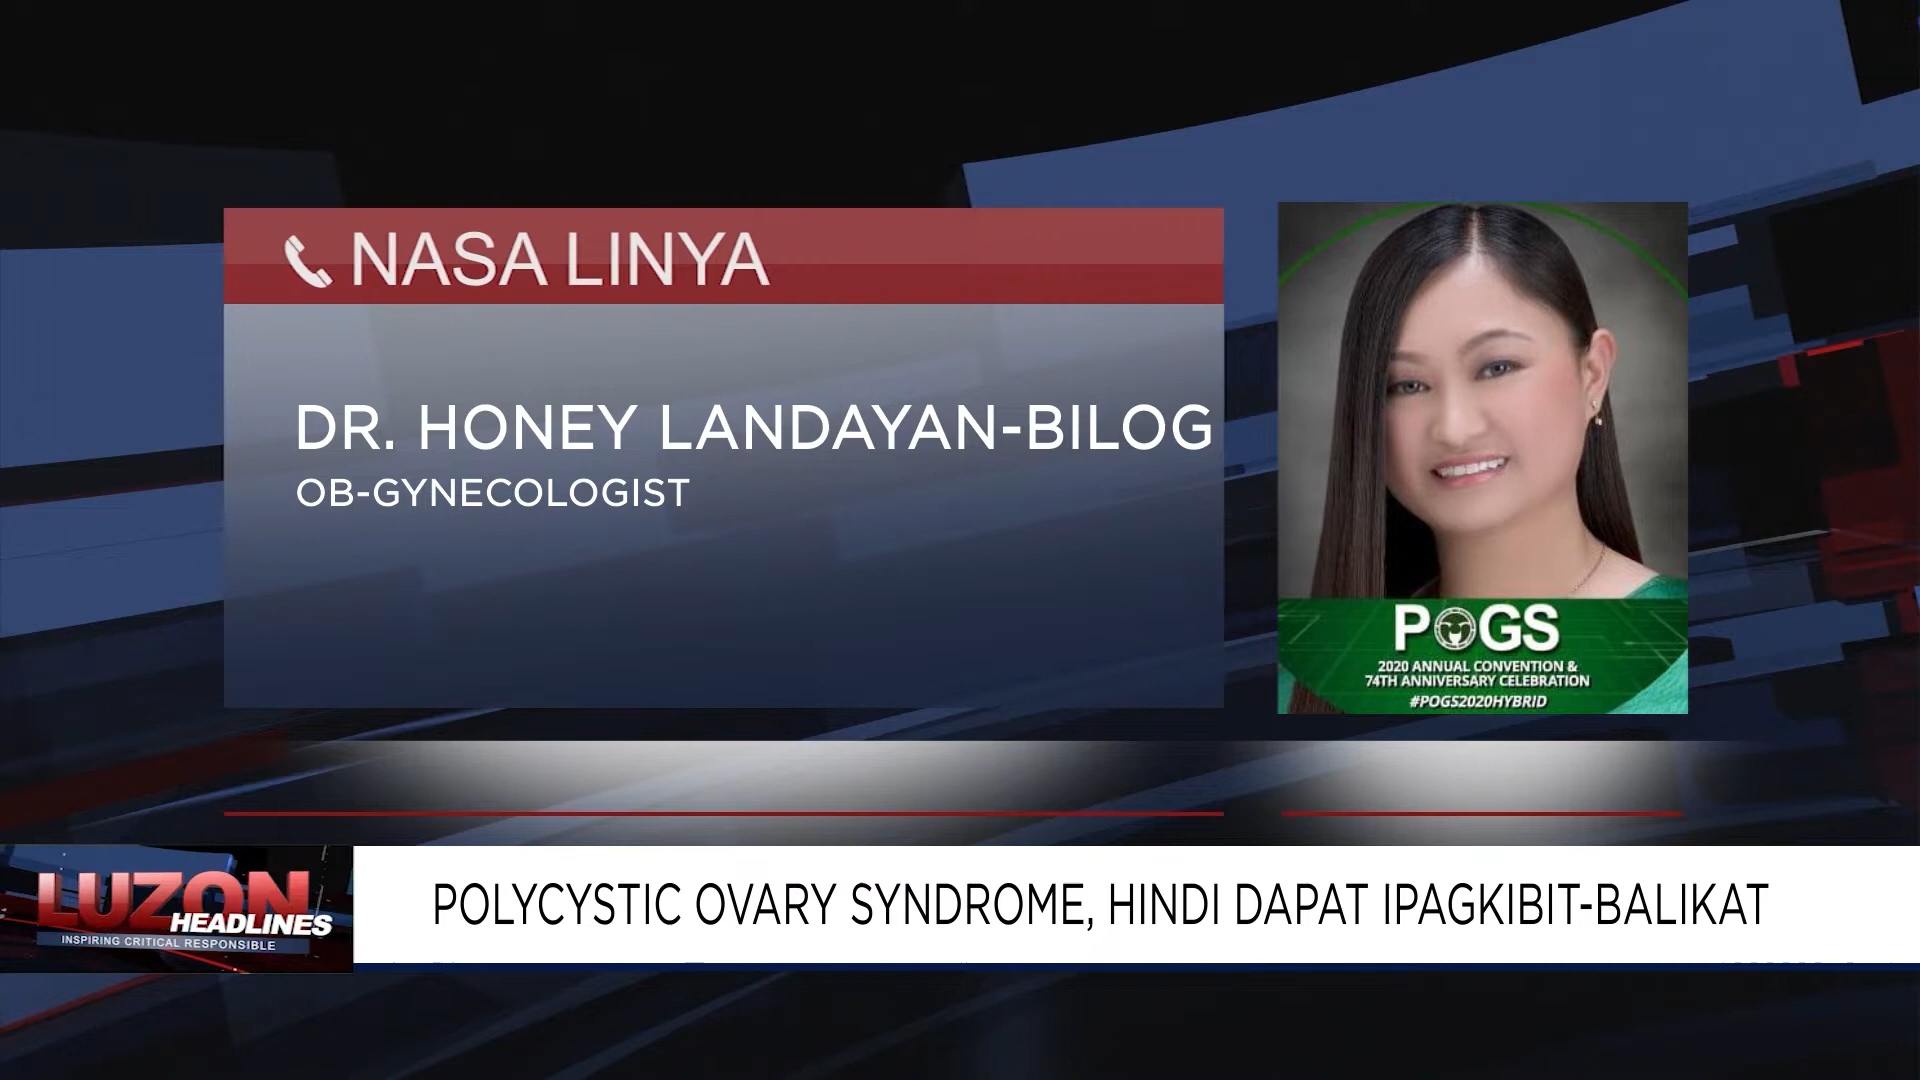 NASA LINYA
DR. HONEY LANDAYAN-BILOG
OB-GYNECOLOGIST
POGS
2020 ANNUAL CONVENTION &
74TH ANNIVERSARY CELEBRATION
#POGS2020HYBRID
LUZON
HEADLINES
INSPIRING CRITICAL RESPONSIBLE
POLYCYSTIC OVARY SYNDROME, HINDI DAPAT IPAGKIBIT-BALIKAT